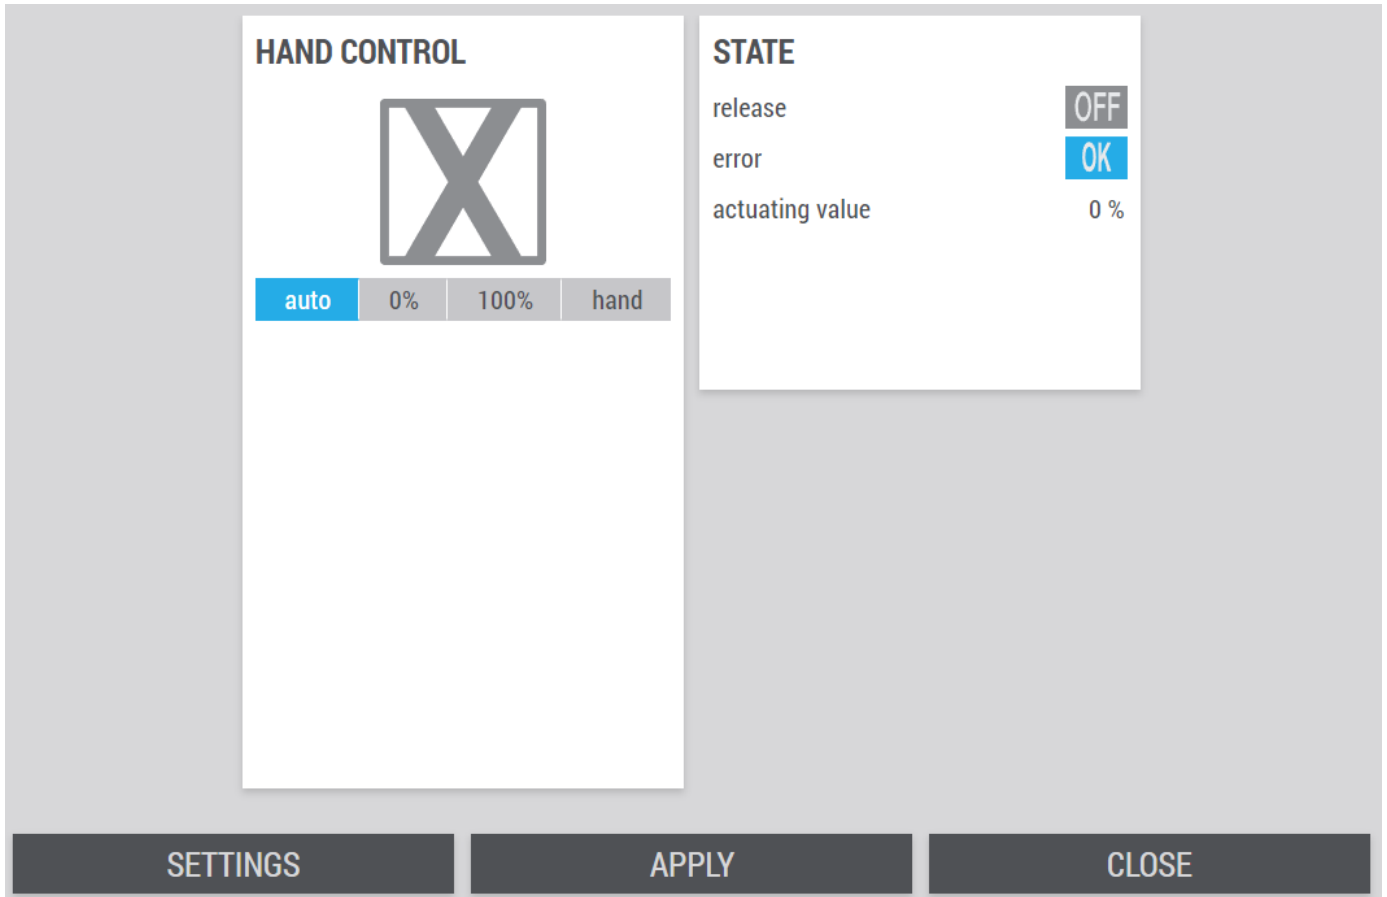 HAND CONTROL
auto 0% 100% hand
STATE
release OFF
error OK
actuating value 0 %
SETTINGS APPLY CLOSE